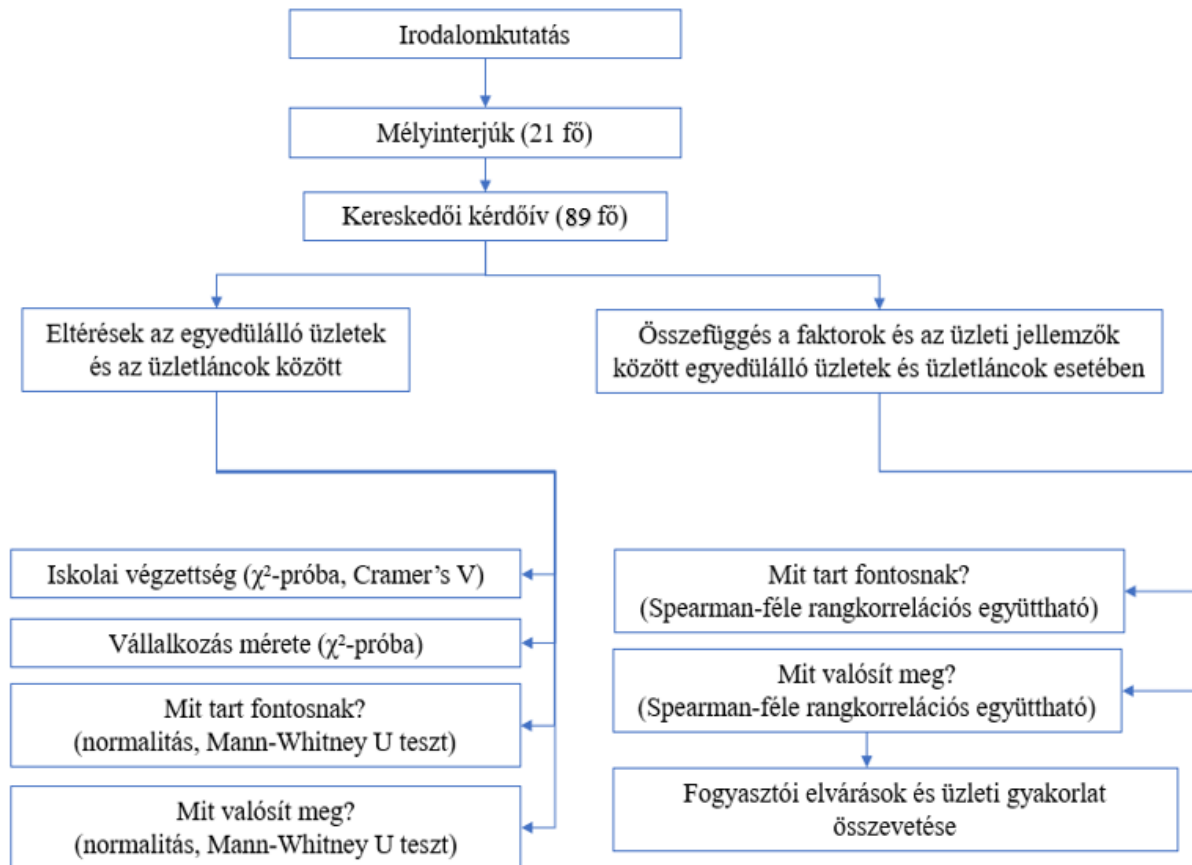 Irodalomkutatás
Mélyinterjúk (21 fő)
Kereskedői kérdőív (89 fő)
Eltérések az egyedülálló üzletek
és az üzletláncok között
Összefüggés a faktorok és az üzleti jellemzők
között egyedülálló üzletek és üzletláncok esetében
Iskolai végzettség (χ²-próba, Cramer’s V)
Vállalkozás mérete (χ²-próba)
Mit tart fontosnak?
(normalitás, Mann-Whitney U teszt)
Mit valósít meg?
(normalitás, Mann-Whitney U teszt)
Mit tart fontosnak?
(Spearman-féle rangkorrelációs együttható)
Mit valósít meg?
(Spearman-féle rangkorrelációs együttható)
Fogyasztói elvárások és üzleti gyakorlat
összevetése